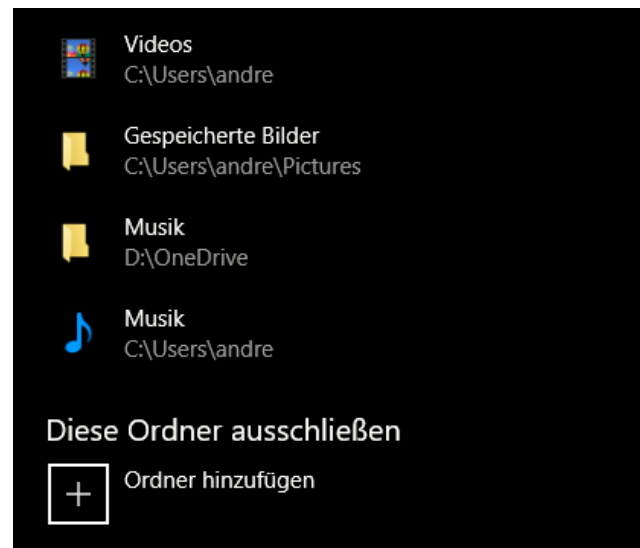 Videos
C:\Users\andre
Gespeicherte Bilder
C:\Users\andre\Pictures
Musik
D:\OneDrive
Musik
C:\Users\andre
Diese Ordner ausschließen
Ordner hinzufügen